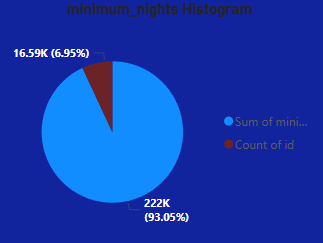 minimum_nights Histogram
16.59K (6.95%)
Sum of mini...
Count of id
222K
(93.05%)